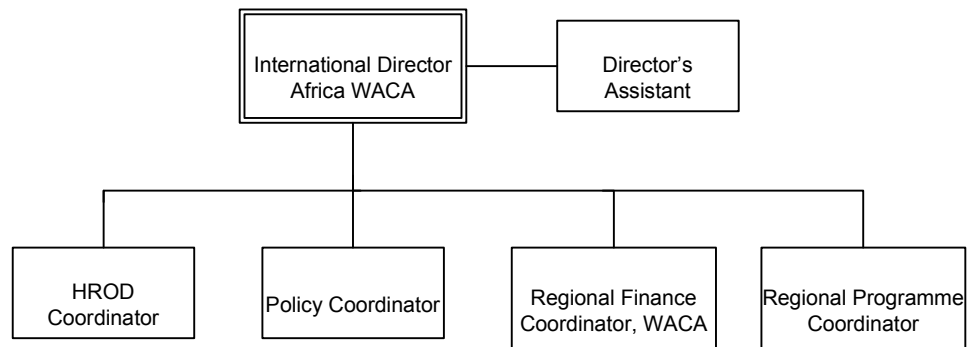 International Director
Africa WACA
Director’s
Assistant
HROD
Coordinator
Policy Coordinator
Regional Finance
Coordinator, WACA
Regional Programme
Coordinator